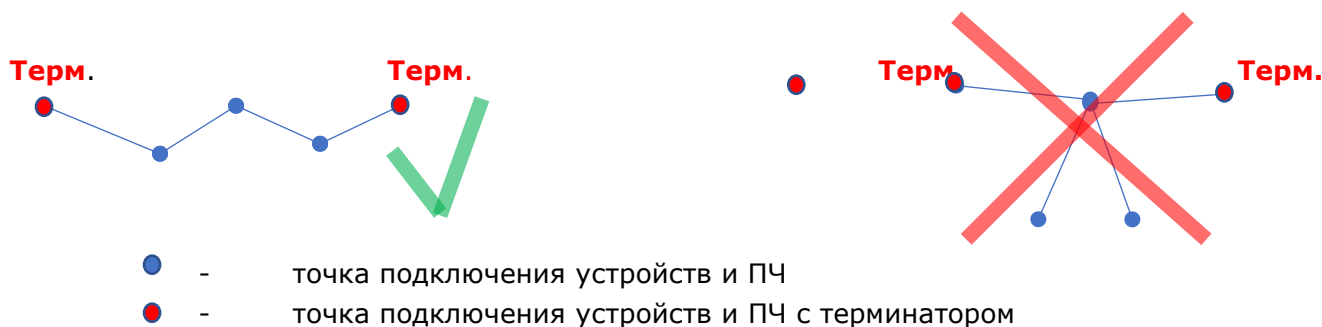 Терм. Терм. Терм Терм.
- точка подключения устройств и ПЧ
- точка подключения устройств и ПЧ с терминатором